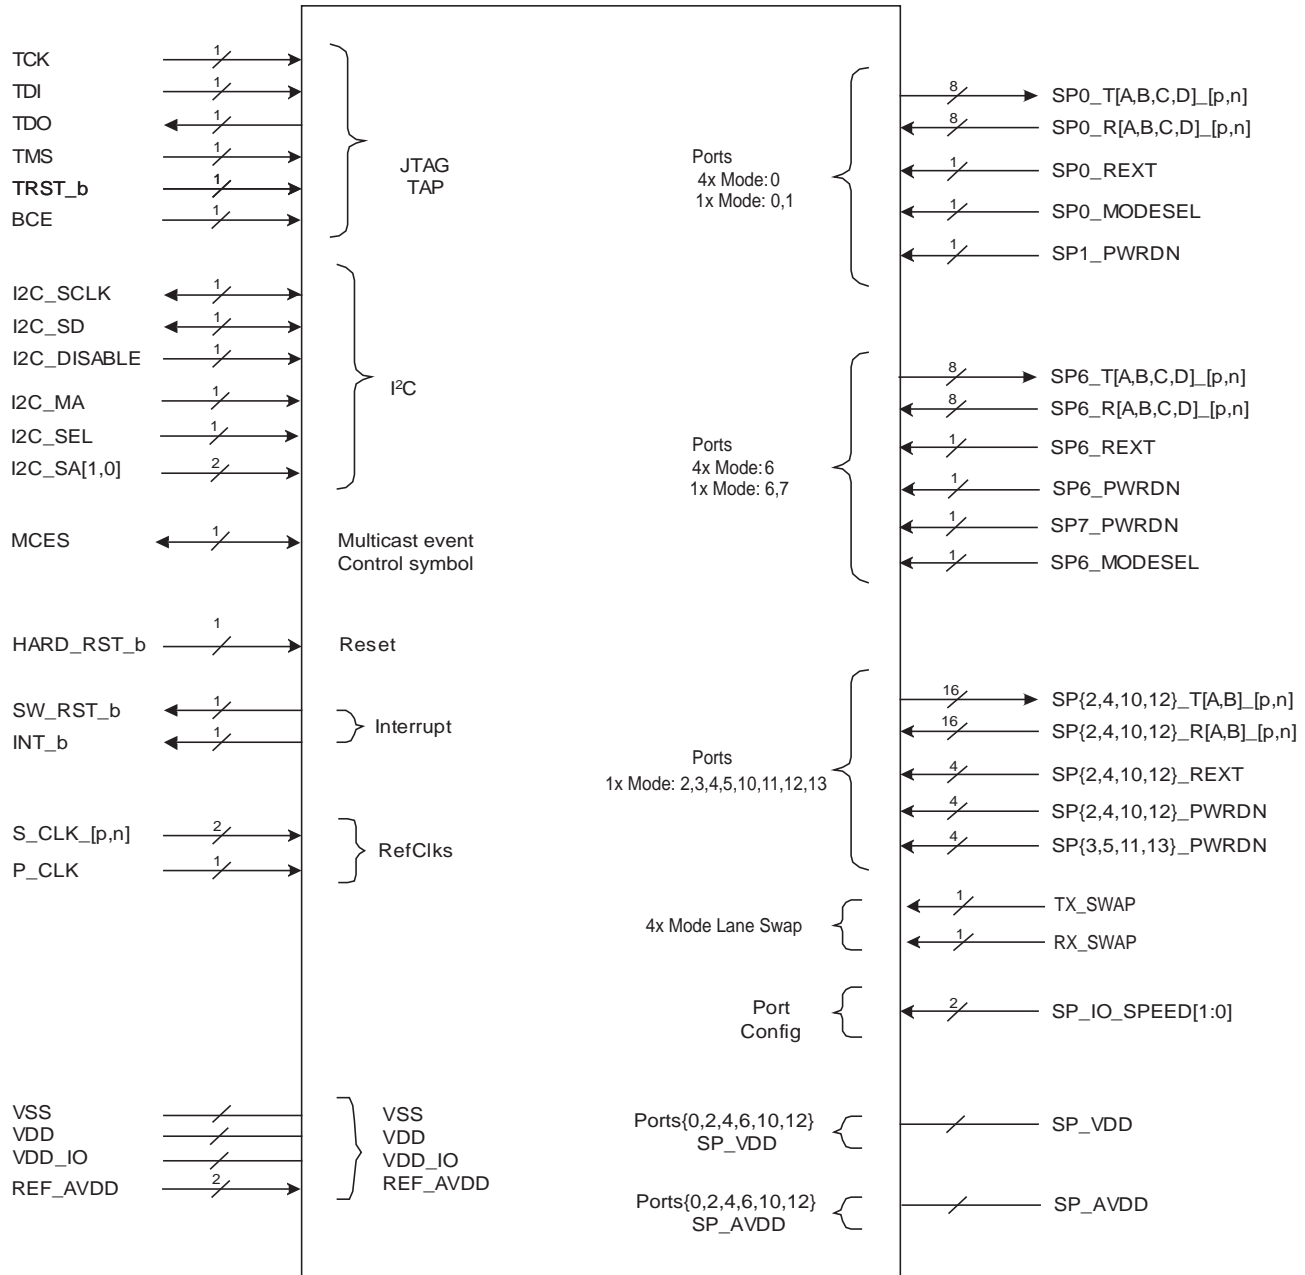 TCK 1
TDI 1
TDO 1
TMS 1
TRST_b 1
BCE 1
JTAG
TAP
I2C_SCLK 1
I2C_SD 1
I2C_DISABLE 1
I2C_MA 1
I2C_SEL 1
I2C_SA[1,0] 2
I²C
MCES 1
Multicast event
Control symbol
HARD_RST_b 1 Reset
SW_RST_b 1
INT_b 1
Interrupt
S_CLK_[p,n] 2
P_CLK 1
RefClks
VSS
VDD
VDD_IO
REF_AVDD 2
VSS
VDD
VDD_IO
REF_AVDD
Ports
4x Mode: 0
1x Mode: 0,1
8 SP0_T[A,B,C,D]_[p,n]
8 SP0_R[A,B,C,D]_[p,n]
1 SP0_REXT
1 SP0_MODESEL
1 SP1_PWRDN
Ports
4x Mode: 6
1x Mode: 6,7
8 SP6_T[A,B,C,D]_[p,n]
8 SP6_R[A,B,C,D]_[p,n]
1 SP6_REXT
1 SP6_PWRDN
1 SP7_PWRDN
1 SP6_MODESEL
Ports
1x Mode: 2,3,4,5,10,11,12,13
16 SP{2,4,10,12}_T[A,B]_[p,n]
16 SP{2,4,10,12}_R[A,B]_[p,n]
4 SP{2,4,10,12}_REXT
4 SP{2,4,10,12}_PWRDN
4 SP{3,5,11,13}_PWRDN
4x Mode Lane Swap
1 TX_SWAP
1 RX_SWAP
Port
Config
2 SP_IO_SPEED[1:0]
Ports{0,2,4,6,10,12}
SP_VDD
SP_VDD
Ports{0,2,4,6,10,12}
SP_AVDD
SP_AVDD